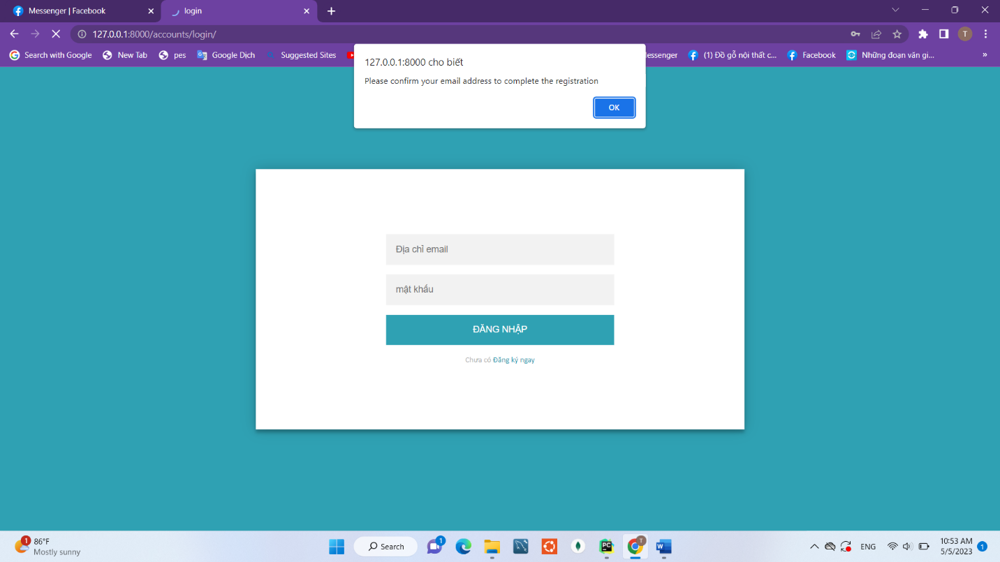 Messenger | Facebook
login
127.0.0.1:8000/accounts/login/
T
Search with Google
New Tab
pes
Google Dịch
Suggested Sites
essenger
(1) Đồ gỗ nội thất c...
Facebook
Những đoạn văn gi...
»
127.0.0.1:8000 cho biết
Please confirm your email address to complete the registration
OK
Địa chỉ email
mật khẩu
ĐĂNG NHẬP
Chưa có Đăng ký ngay
1
86°F
Mostly sunny
Search
1
PC
T
W
ENG
10:53 AM
5/5/2023
1